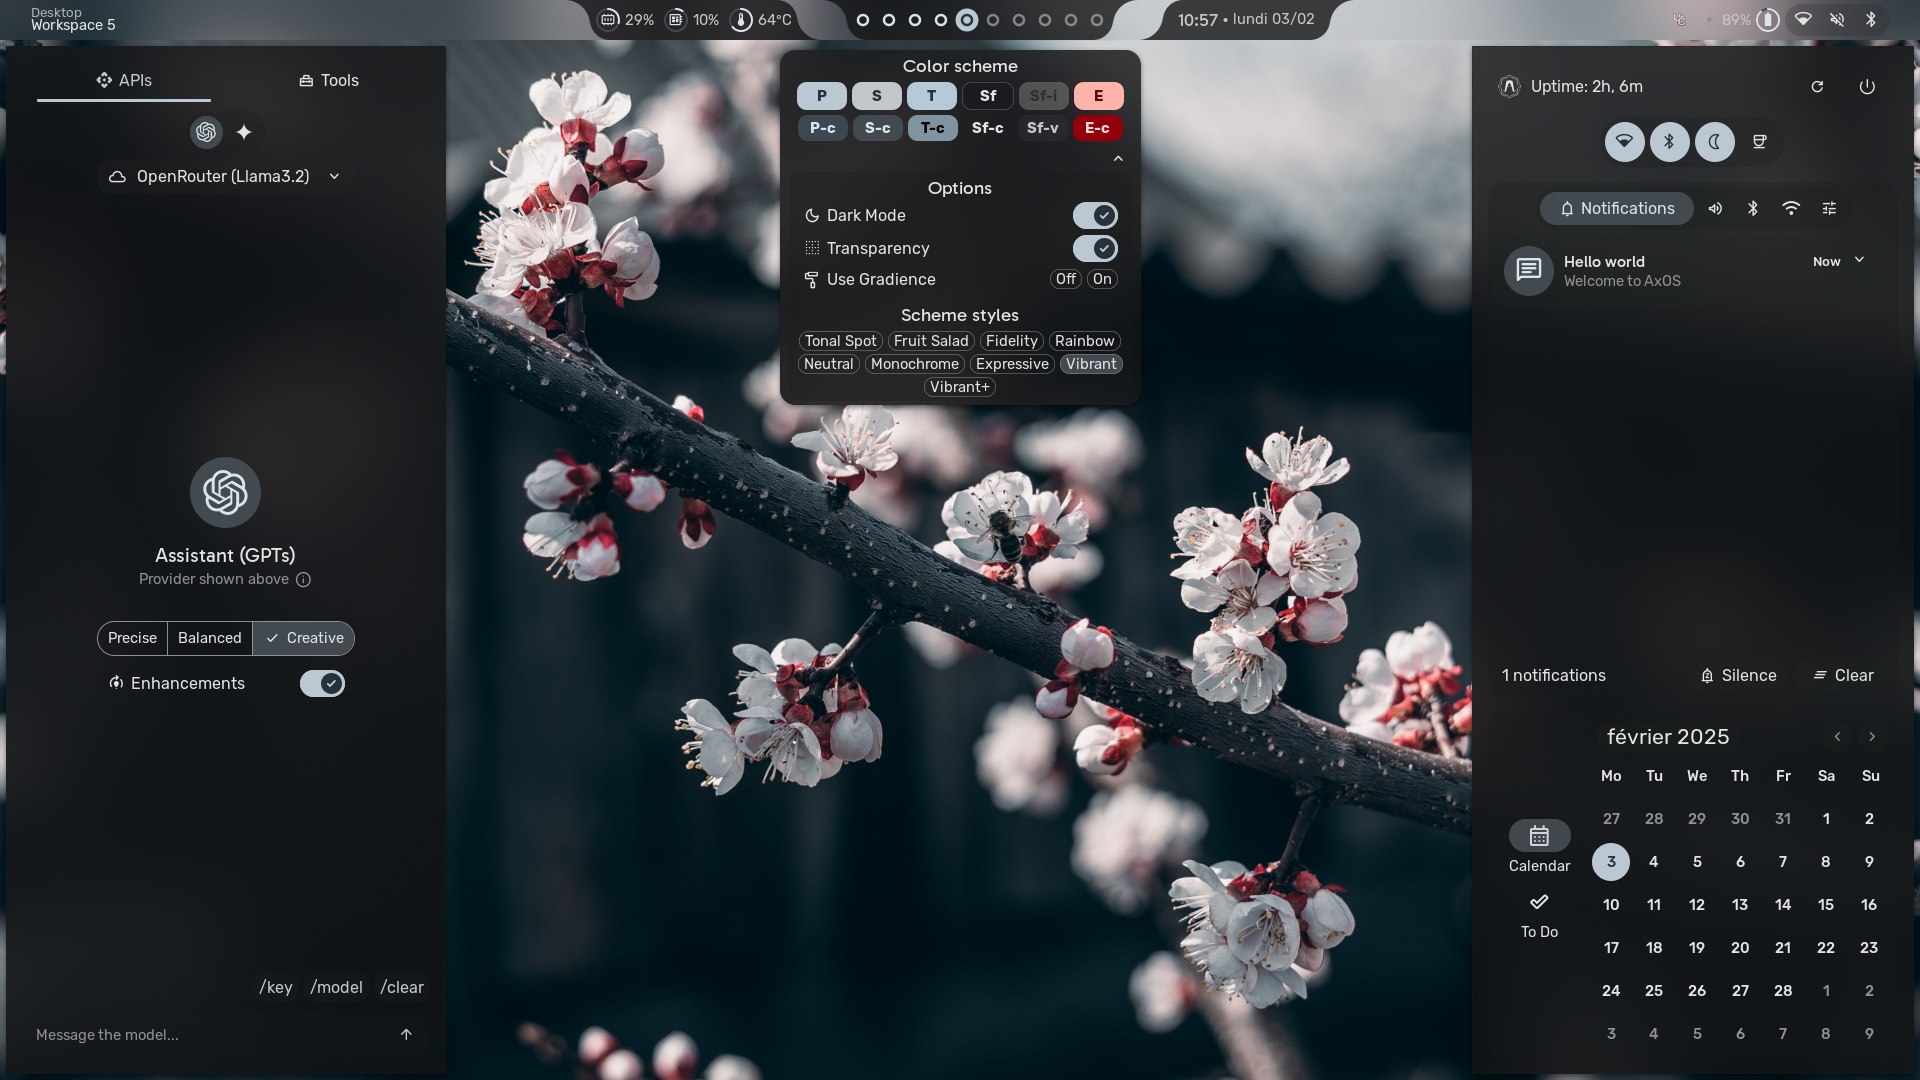 Desktop
Workspace 5
29% 10% 64°C
10:57 • lundi 03/02
89%
APIs Tools
OpenRouter (Llama3.2)
Assistant (GPTs)
Provider shown above
Precise Balanced Creative
Enhancements
/key /model /clear
Message the model...
Color scheme
P S T Sf Sf-i E
P-c S-c T-c Sf-c Sf-v E-c
Options
Dark Mode
Transparency
Use Gradience Off On
Scheme styles
Tonal Spot Fruit Salad Fidelity Rainbow
Neutral Monochrome Expressive Vibrant
Vibrant+
Uptime: 2h, 6m
Notifications
Hello world Now
Welcome to AxOS
1 notifications Silence Clear
février 2025
Mo Tu We Th Fr Sa Su
27 28 29 30 31 1 2
3 4 5 6 7 8 9
10 11 12 13 14 15 16
17 18 19 20 21 22 23
24 25 26 27 28 1 2
3 4 5 6 7 8 9
Calendar
To Do